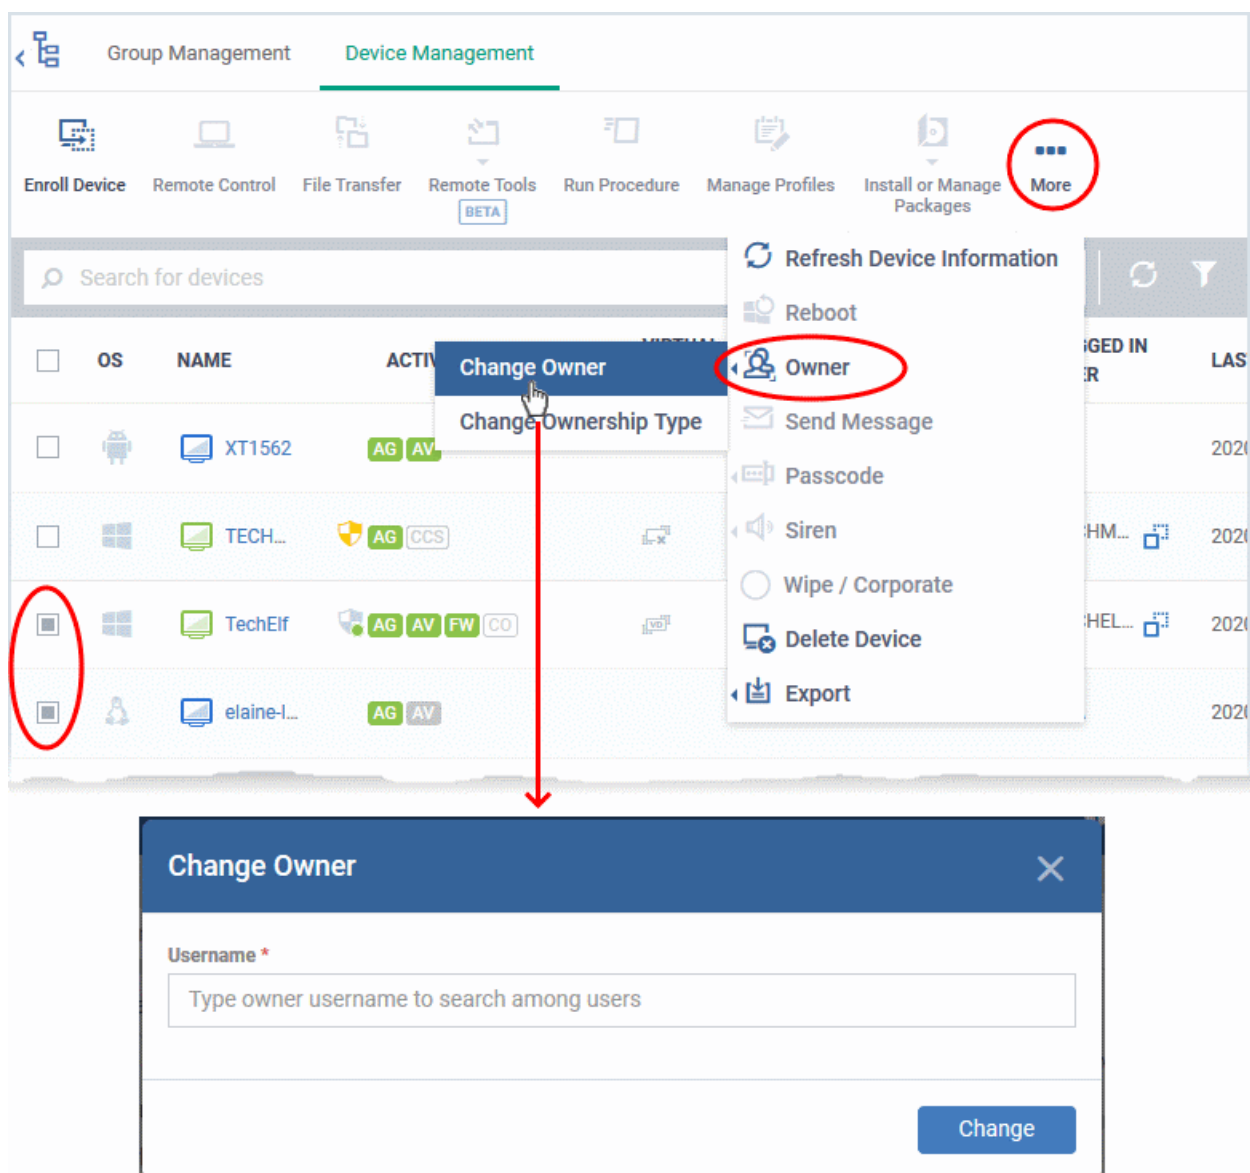 Group Management
Device Management
Enroll Device
Remote Control
File Transfer
Remote Tools
BETA
Run Procedure
Manage Profiles
Install or Manage
Packages
More
Search for devices
Refresh Device Information
Reboot
Owner
Send Message
Passcode
Siren
Wipe / Corporate
Delete Device
Export
Change Owner
Change Ownership Type
OS NAME
XT1562 AG AV
TECH... AG CCS
TechElf AG AV FW CO VD
elaine-l... AG AV
Change Owner
Username *
Type owner username to search among users
Change